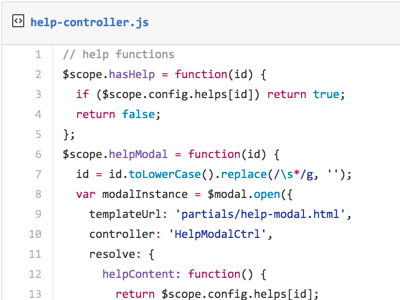 help-controller.js
1 // help functions
2 $scope.hasHelp = function(id) {
3   if ($scope.config.helps[id]) return true;
4   return false;
5 };
6 $scope.helpModal = function(id) {
7   id = id.toLowerCase().replace(/\s*/g, '');
8   var modalInstance = $modal.open({
9     templateUrl: 'partials/help-modal.html',
10     controller: 'HelpModalCtrl',
11     resolve: {
12       helpContent: function() {
13         return $scope.config.helps[id];